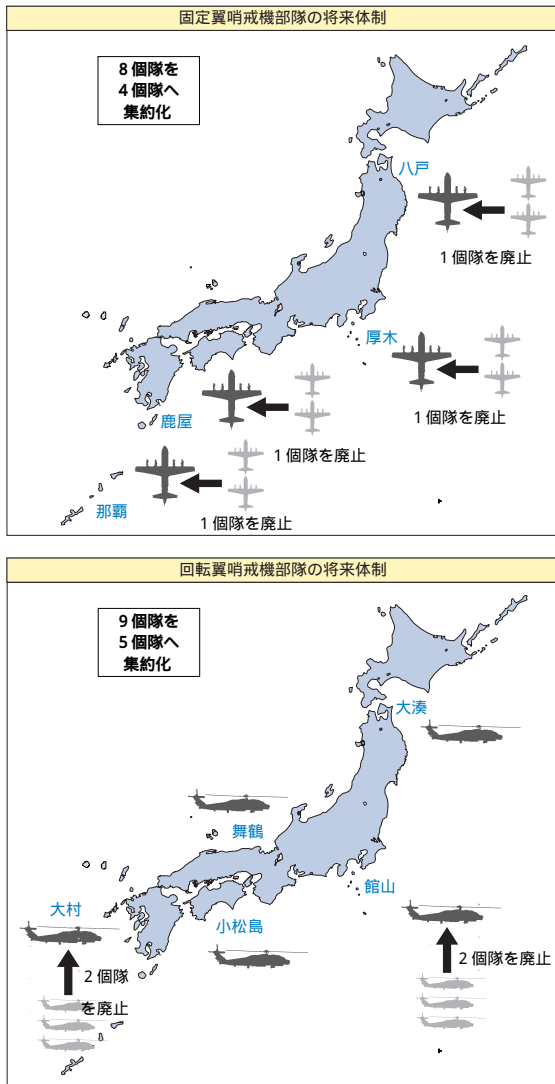 固定翼哨戒機部隊の将来体制
8個隊を
4個隊へ
集約化
八戸
1個隊を廃止
厚木
1個隊を廃止
鹿屋
1個隊を廃止
那覇
1個隊を廃止
回転翼哨戒機部隊の将来体制
9個隊を
5個隊へ
集約化
大湊
舞鶴
館山
大村
小松島
2個隊を廃止
2個隊
を廃止